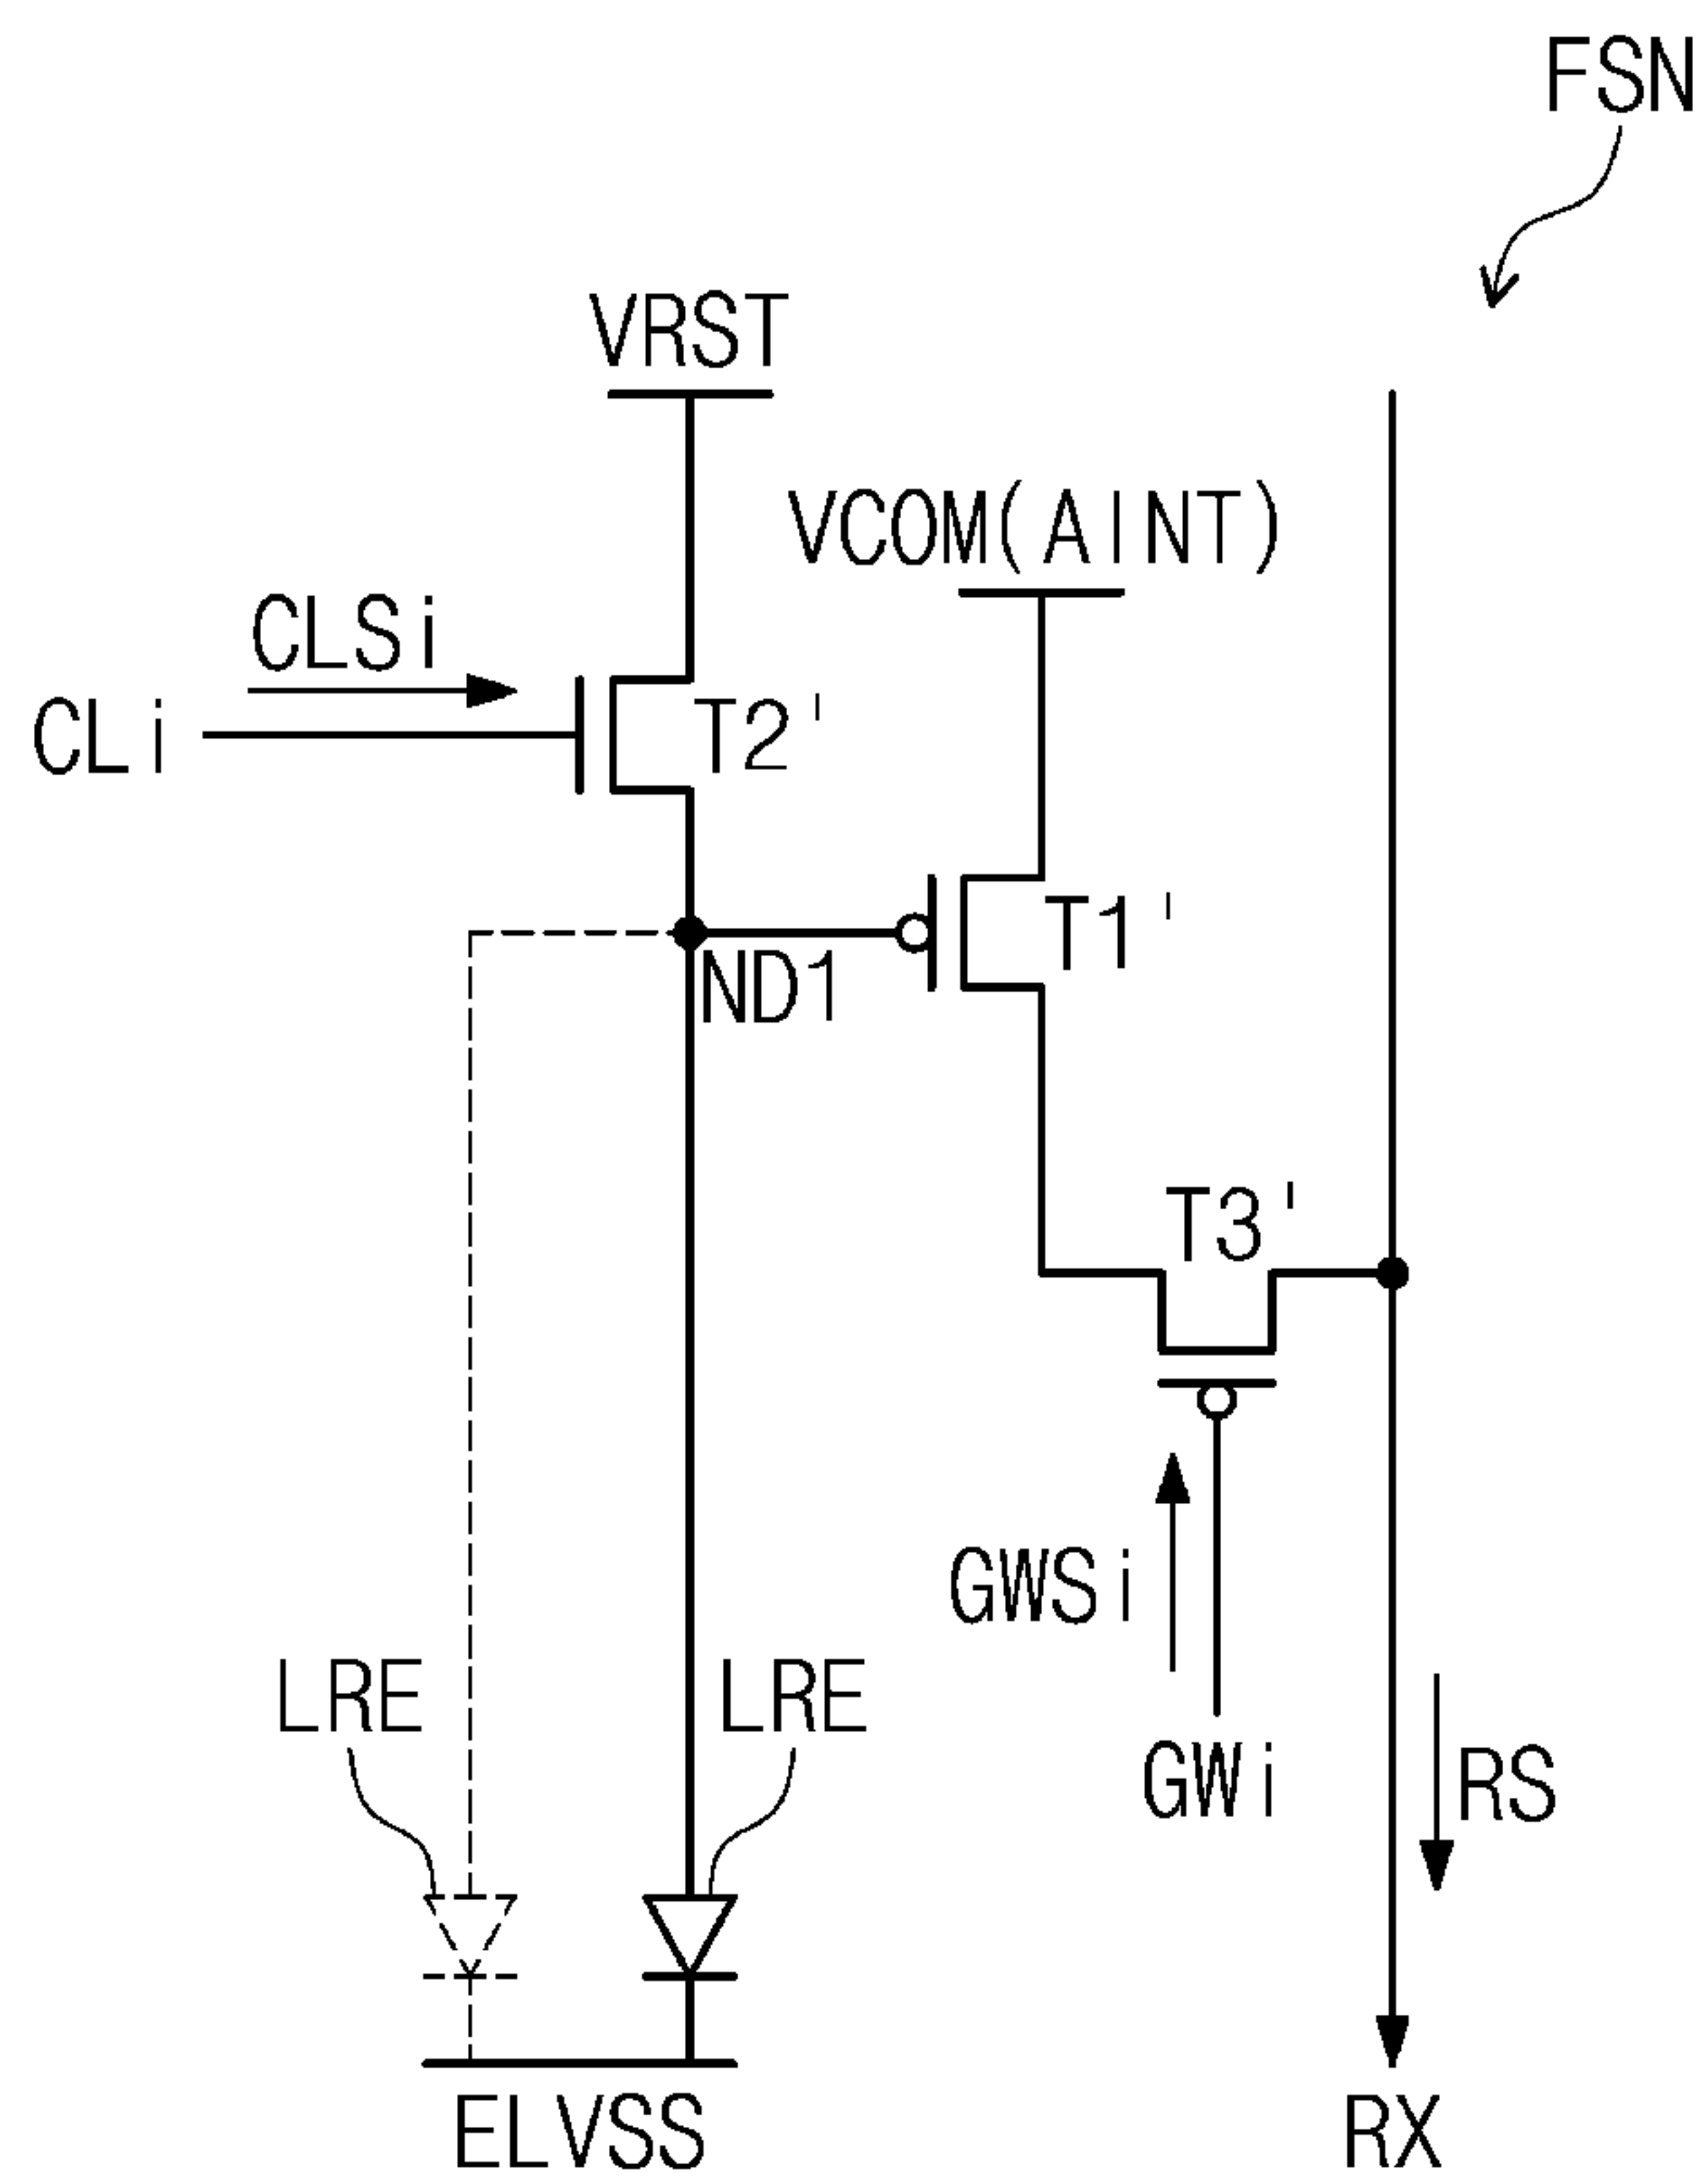 FSN
VRST
VCOM(AINT)
CLSi
CLi
T2'
T1'
ND1
T3'
GWSi
LRE
LRE
GWi
RS
ELVSS
RX